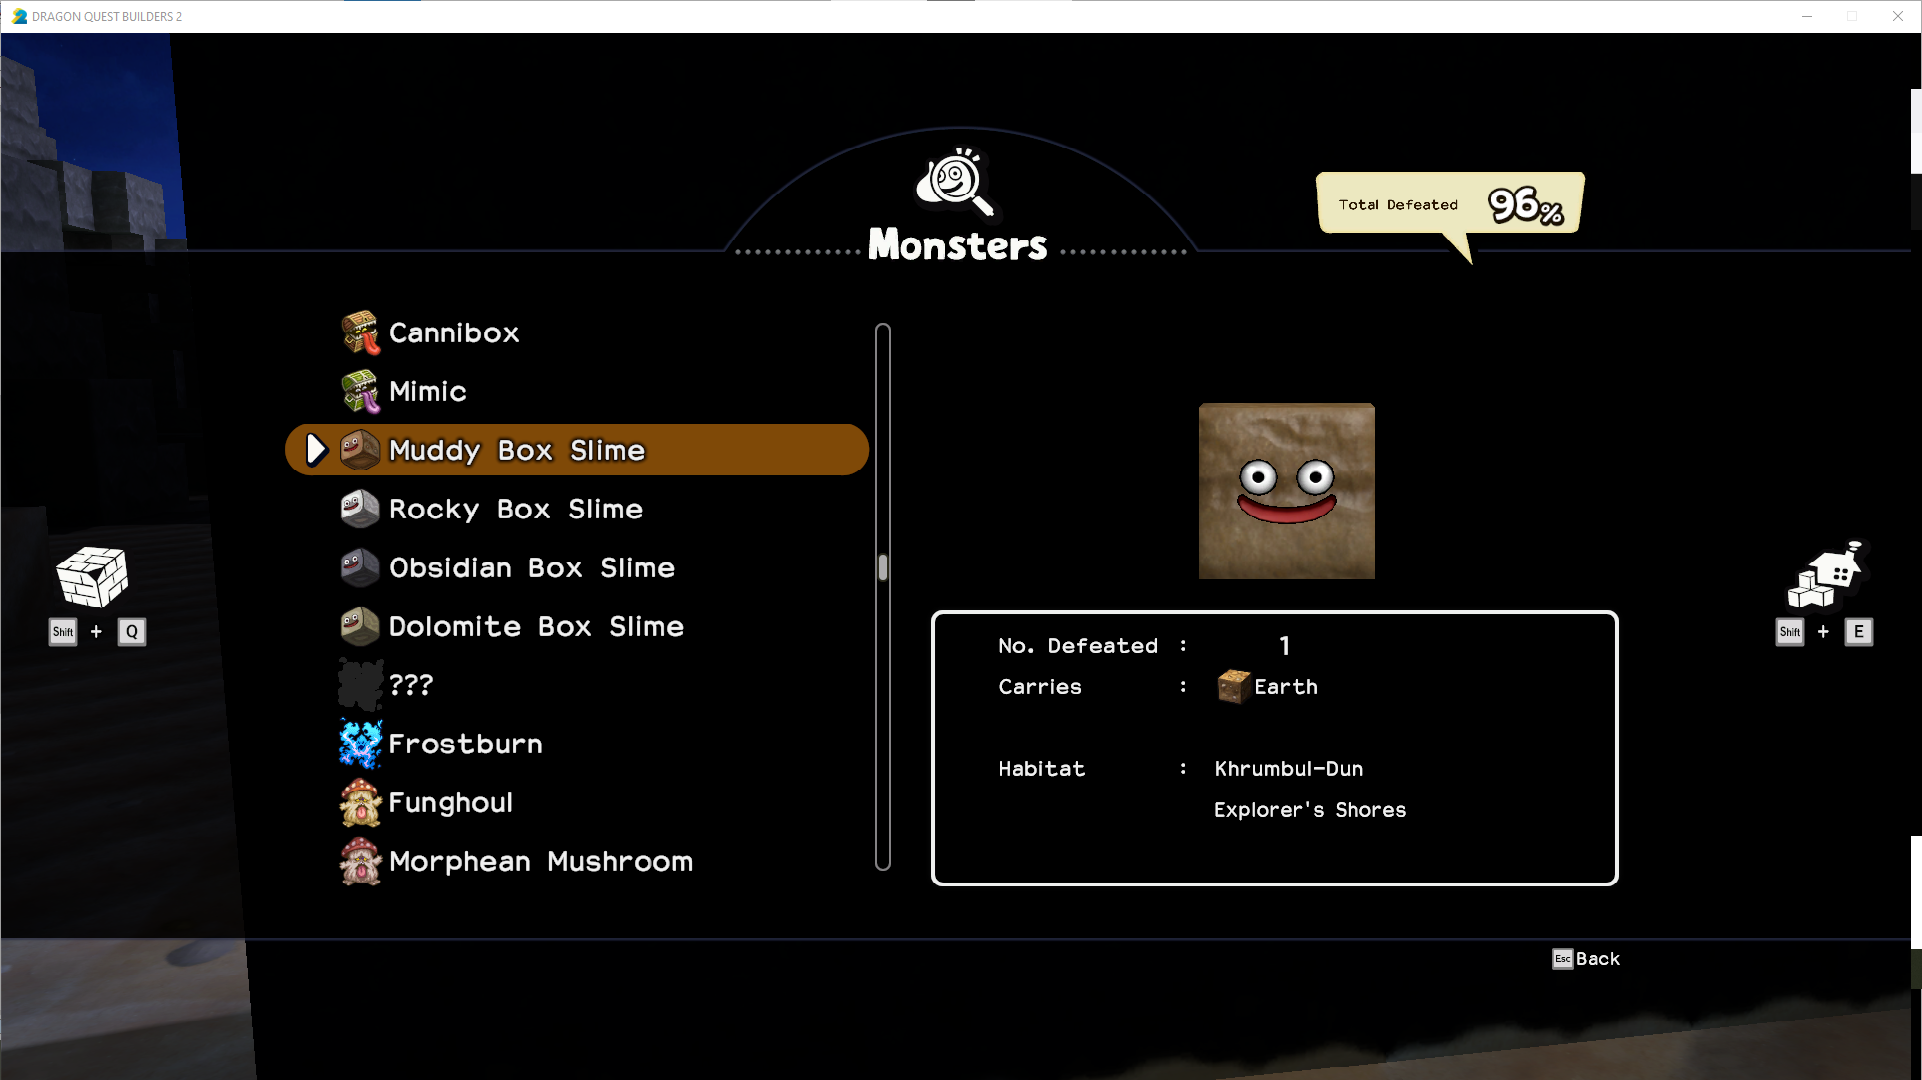 DRAGON QUEST BUILDERS 2
Total Defeated 96%
Monsters
Cannibox
Mimic
Muddy Box Slime
Rocky Box Slime
Obsidian Box Slime
Dolomite Box Slime
???
Frostburn
Funghoul
Morphean Mushroom
No. Defeated : 1
Carries : Earth
Habitat : Khrumbul-Dun
Explorer's Shores
Shift + Q
Shift + E
Esc Back